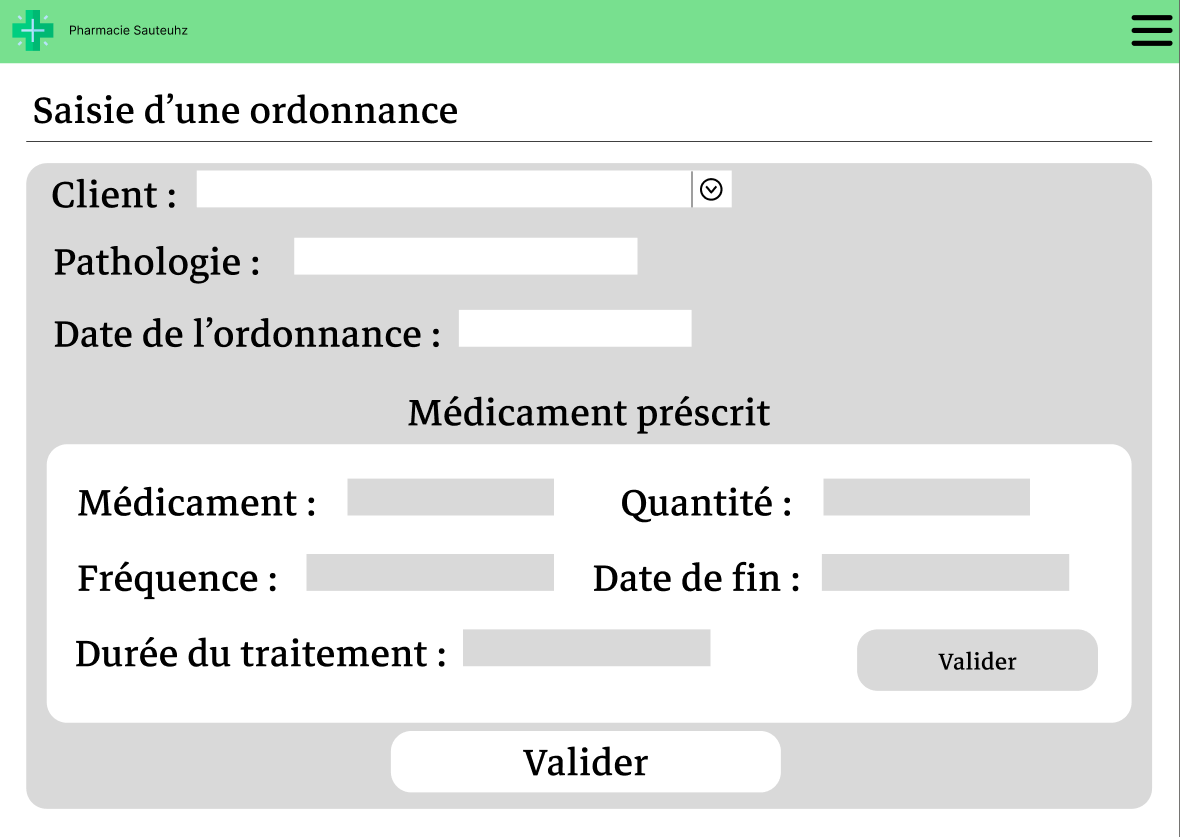 Pharmacie Sauteuhz
Saisie d’une ordonnance
Client :
Pathologie :
Date de l’ordonnance :
Médicament préscrit
Médicament : Quantité :
Fréquence : Date de fin :
Durée du traitement : Valider
Valider